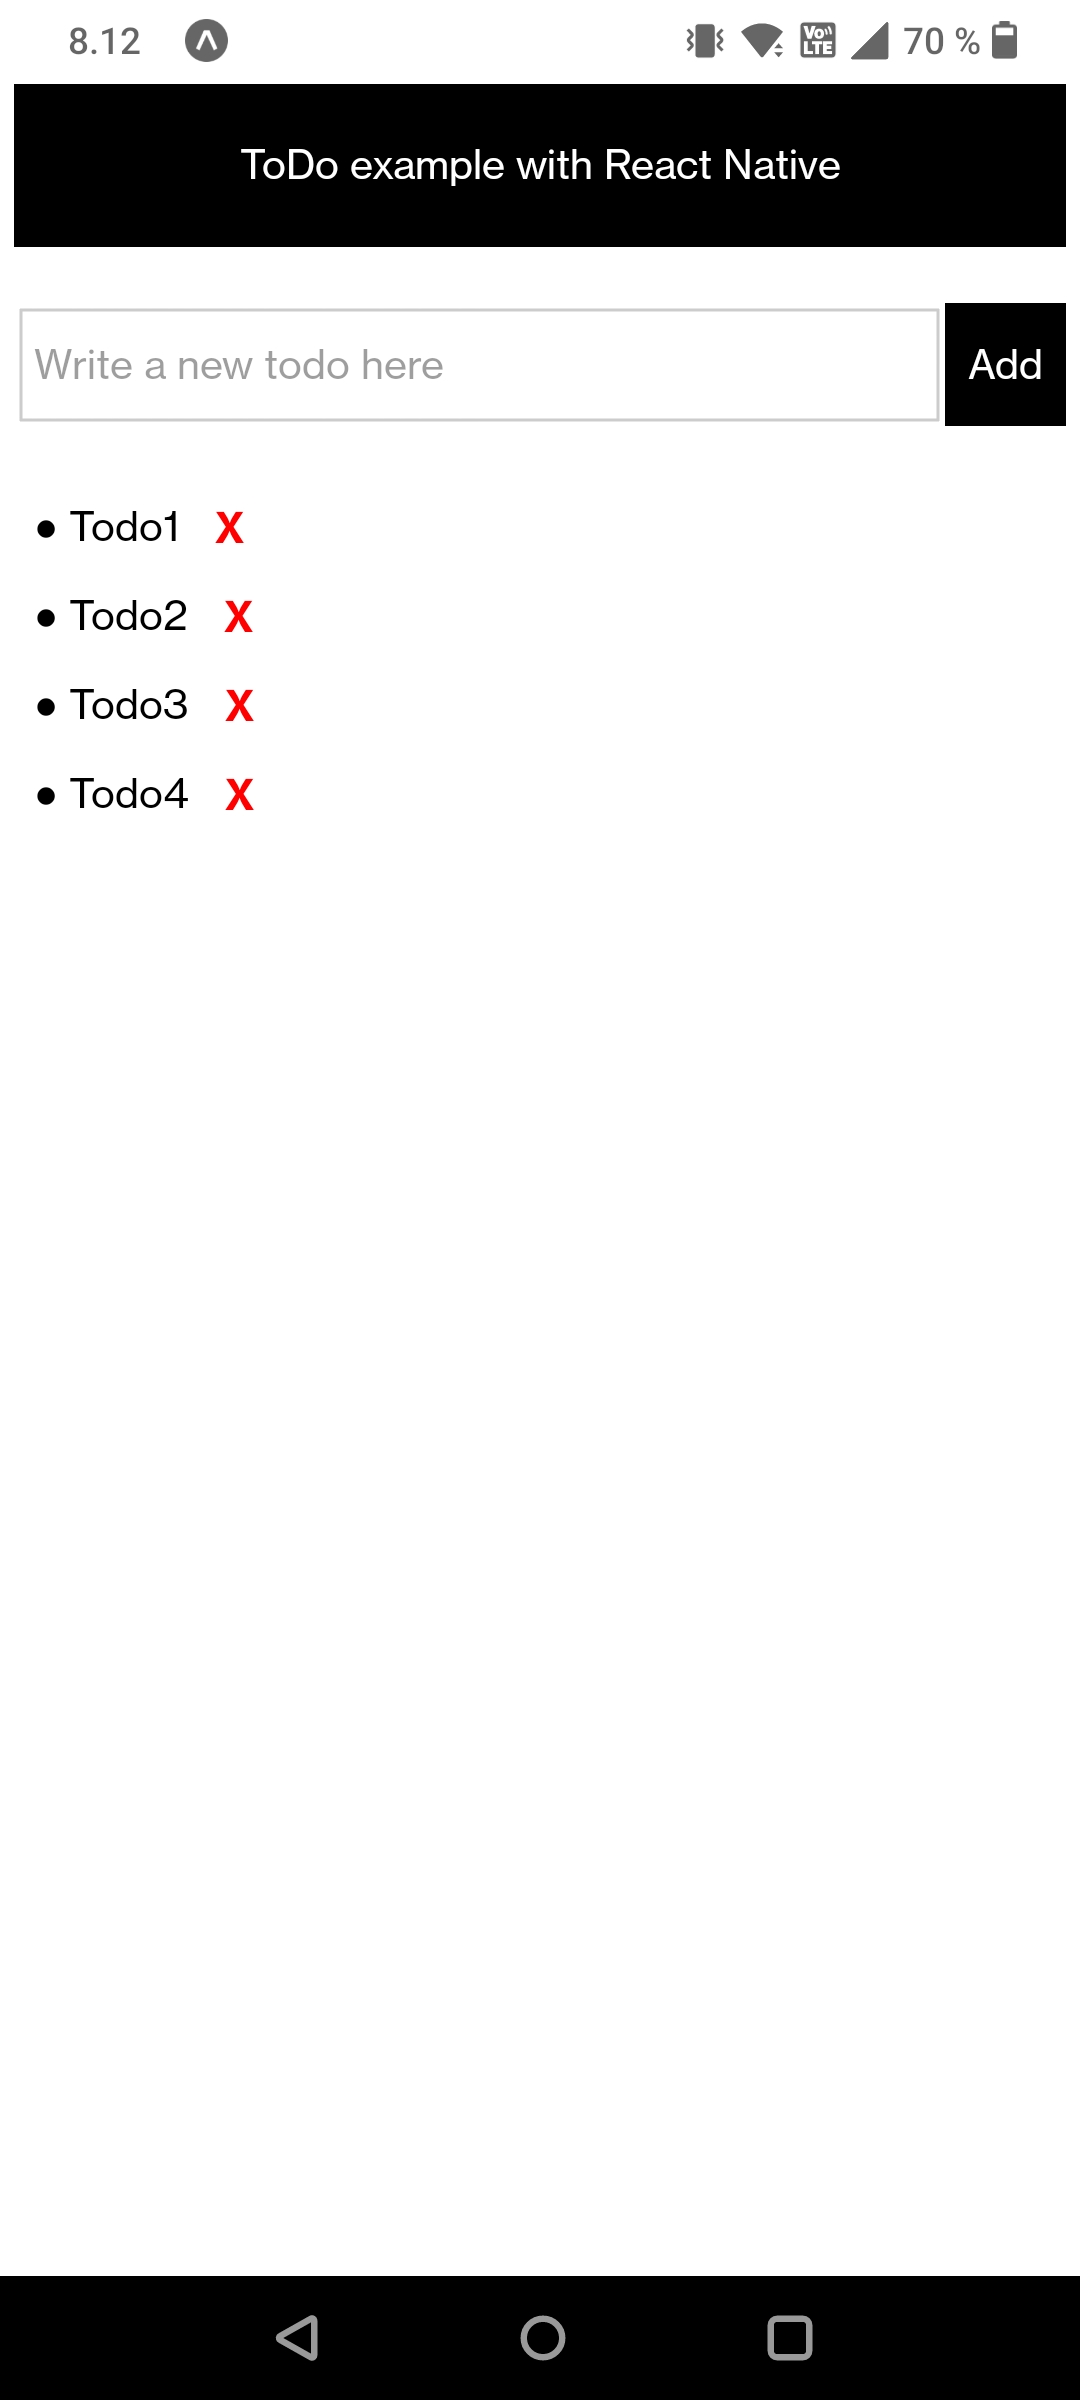 8.12 Vo LTE 70 %
ToDo example with React Native
Write a new todo here Add
● Todo1 X
● Todo2 X
● Todo3 X
● Todo4 X